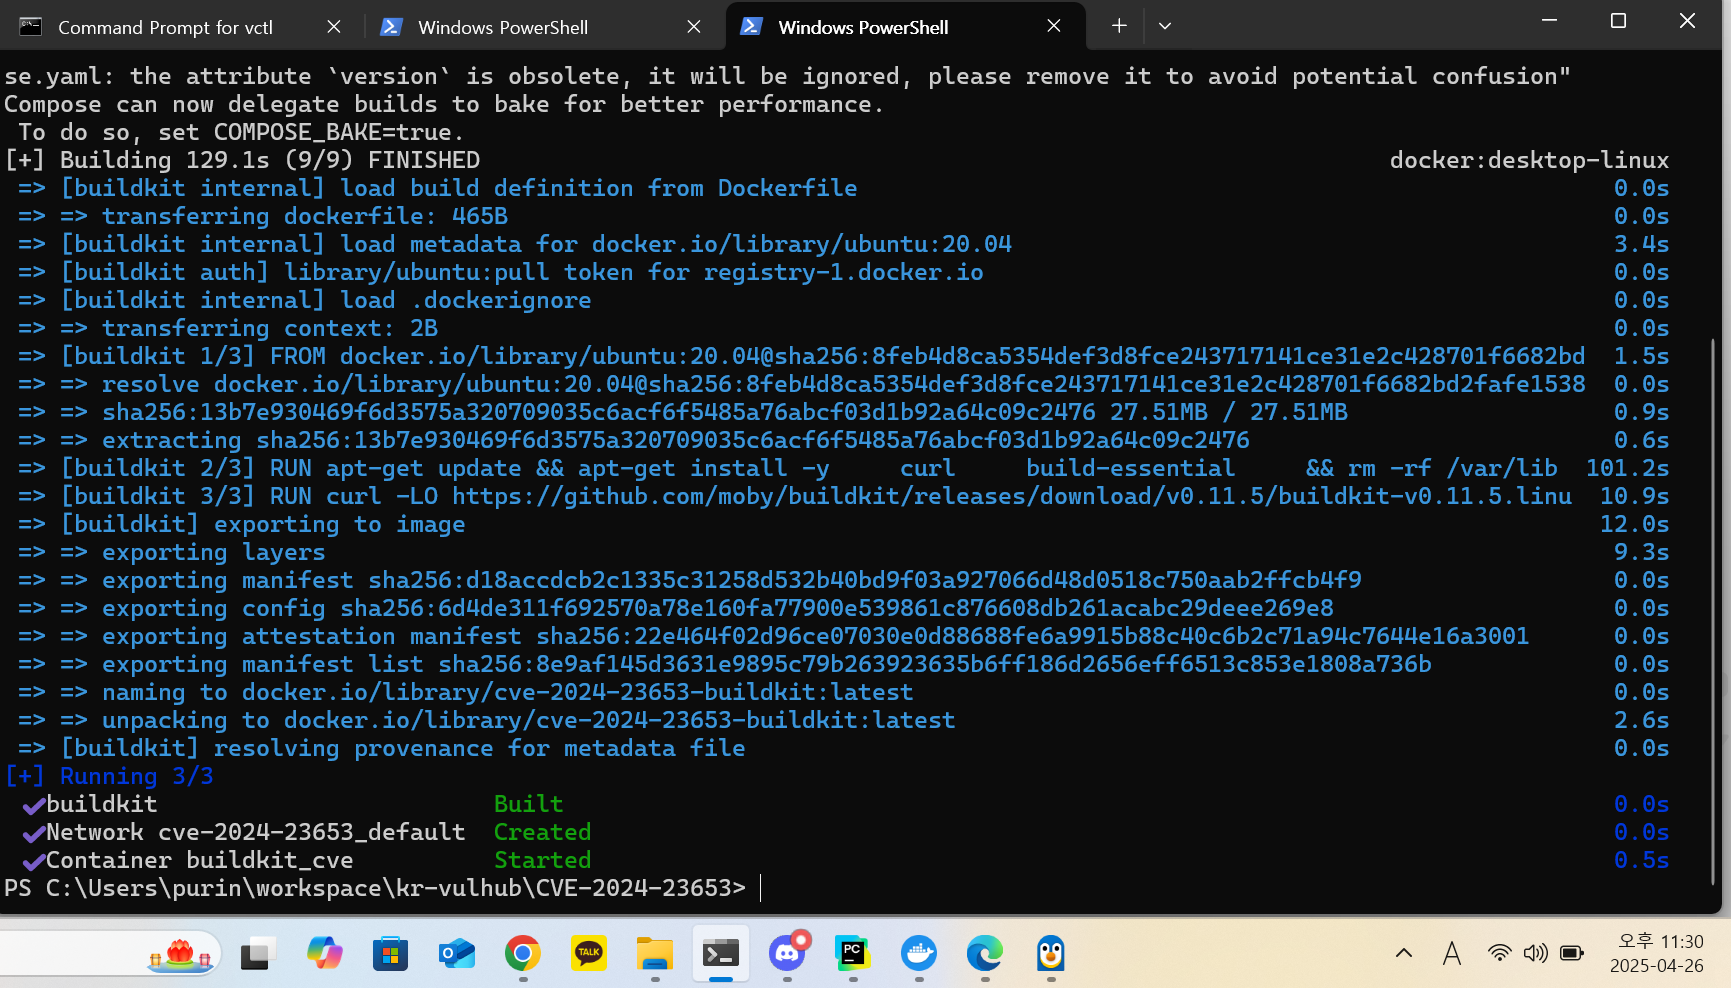 Command Prompt for vctl
Windows PowerShell
Windows PowerShell
se.yaml: the attribute `version` is obsolete, it will be ignored, please remove it to avoid potential confusion"
Compose can now delegate builds to bake for better performance.
 To do so, set COMPOSE_BAKE=true.
[+] Building 129.1s (9/9) FINISHED docker:desktop-linux
 => [buildkit internal] load build definition from Dockerfile 0.0s
 => => transferring dockerfile: 465B 0.0s
 => [buildkit internal] load metadata for docker.io/library/ubuntu:20.04 3.4s
 => [buildkit auth] library/ubuntu:pull token for registry-1.docker.io 0.0s
 => [buildkit internal] load .dockerignore 0.0s
 => => transferring context: 2B 0.0s
 => [buildkit 1/3] FROM docker.io/library/ubuntu:20.04@sha256:8feb4d8ca5354def3d8fce243717141ce31e2c428701f6682bd 1.5s
 => => resolve docker.io/library/ubuntu:20.04@sha256:8feb4d8ca5354def3d8fce243717141ce31e2c428701f6682bd2fafe1538 0.0s
 => => sha256:13b7e930469f6d3575a320709035c6acf6f5485a76abcf03d1b92a64c09c2476 27.51MB / 27.51MB 0.9s
 => => extracting sha256:13b7e930469f6d3575a320709035c6acf6f5485a76abcf03d1b92a64c09c2476 0.6s
 => [buildkit 2/3] RUN apt-get update && apt-get install -y     curl     build-essential     && rm -rf /var/lib 101.2s
 => [buildkit 3/3] RUN curl -LO https://github.com/moby/buildkit/releases/download/v0.11.5/buildkit-v0.11.5.linu 10.9s
 => [buildkit] exporting to image 12.0s
 => => exporting layers 9.3s
 => => exporting manifest sha256:d18accdcb2c1335c31258d532b40bd9f03a927066d48d0518c750aab2ffcb4f9 0.0s
 => => exporting config sha256:6d4de311f692570a78e160fa77900e539861c876608db261acabc29deee269e8 0.0s
 => => exporting attestation manifest sha256:22e464f02d96ce07030e0d88688fe6a9915b88c40c6b2c71a94c7644e16a3001 0.0s
 => => exporting manifest list sha256:8e9af145d3631e9895c79b263923635b6ff186d2656eff6513c853e1808a736b 0.0s
 => => naming to docker.io/library/cve-2024-23653-buildkit:latest 0.0s
 => => unpacking to docker.io/library/cve-2024-23653-buildkit:latest 2.6s
 => [buildkit] resolving provenance for metadata file 0.0s
[+] Running 3/3
 ✔buildkit Built 0.0s
 ✔Network cve-2024-23653_default Created 0.0s
 ✔Container buildkit_cve Started 0.5s
PS C:\Users\purin\workspace\kr-vulhub\CVE-2024-23653>
TALK
PC
A
오후 11:30
2025-04-26